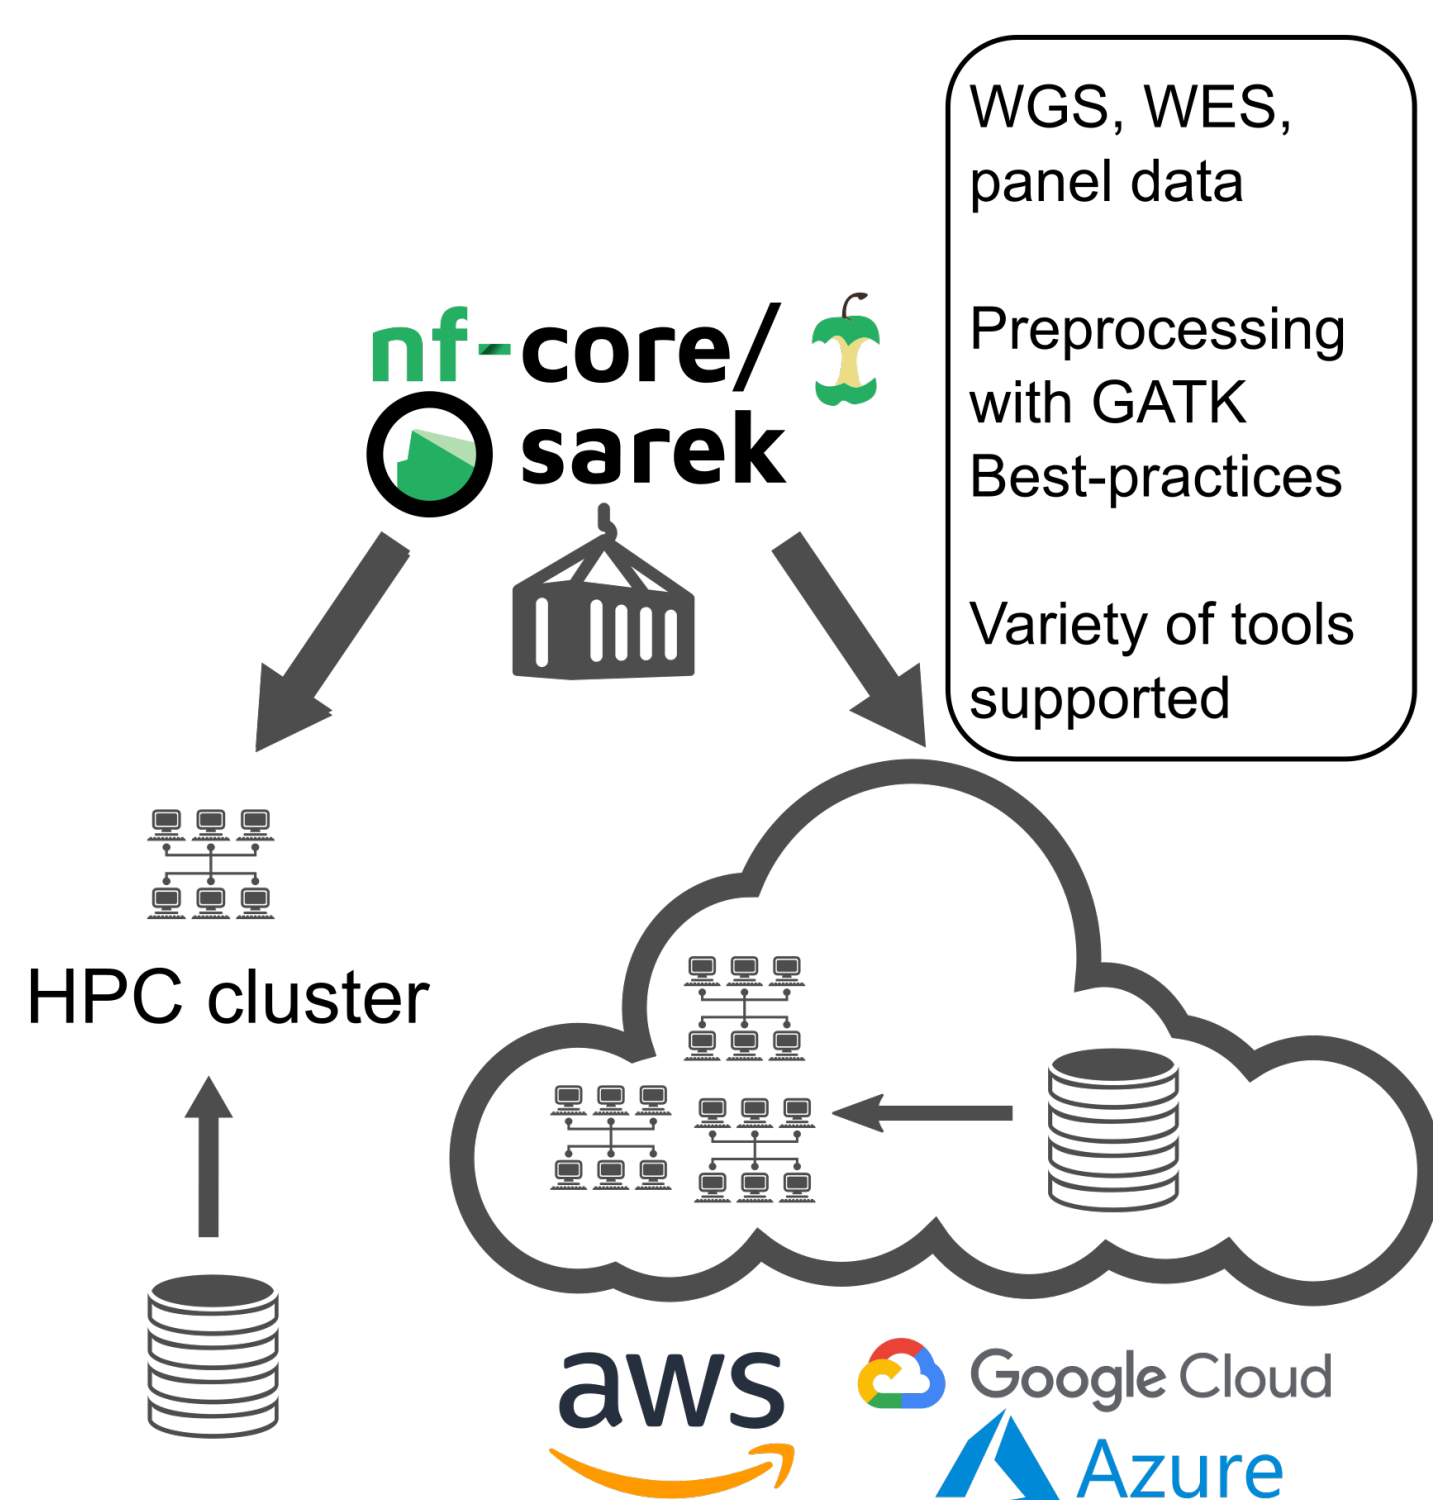 nf-core/
sarek
WGS, WES,
panel data
Preprocessing
with GATK
Best-practices
Variety of tools
supported
HPC cluster
aws
Google Cloud
Azure